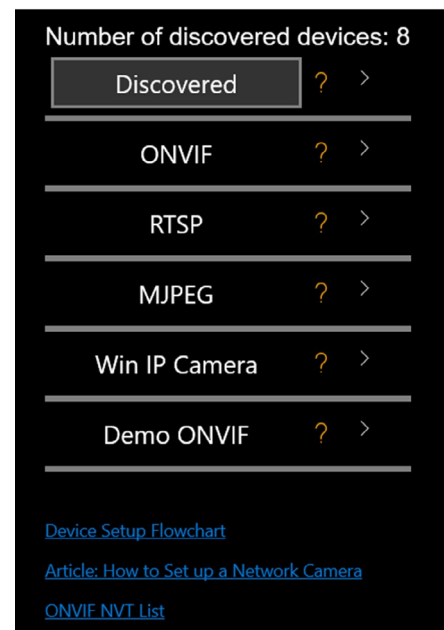 Number of discovered devices: 8
Discovered ? >
ONVIF ? >
RTSP ? >
MJPEG ? >
Win IP Camera ? >
Demo ONVIF ? >
Device Setup Flowchart
Article: How to Set up a Network Camera
ONVIF NVT List